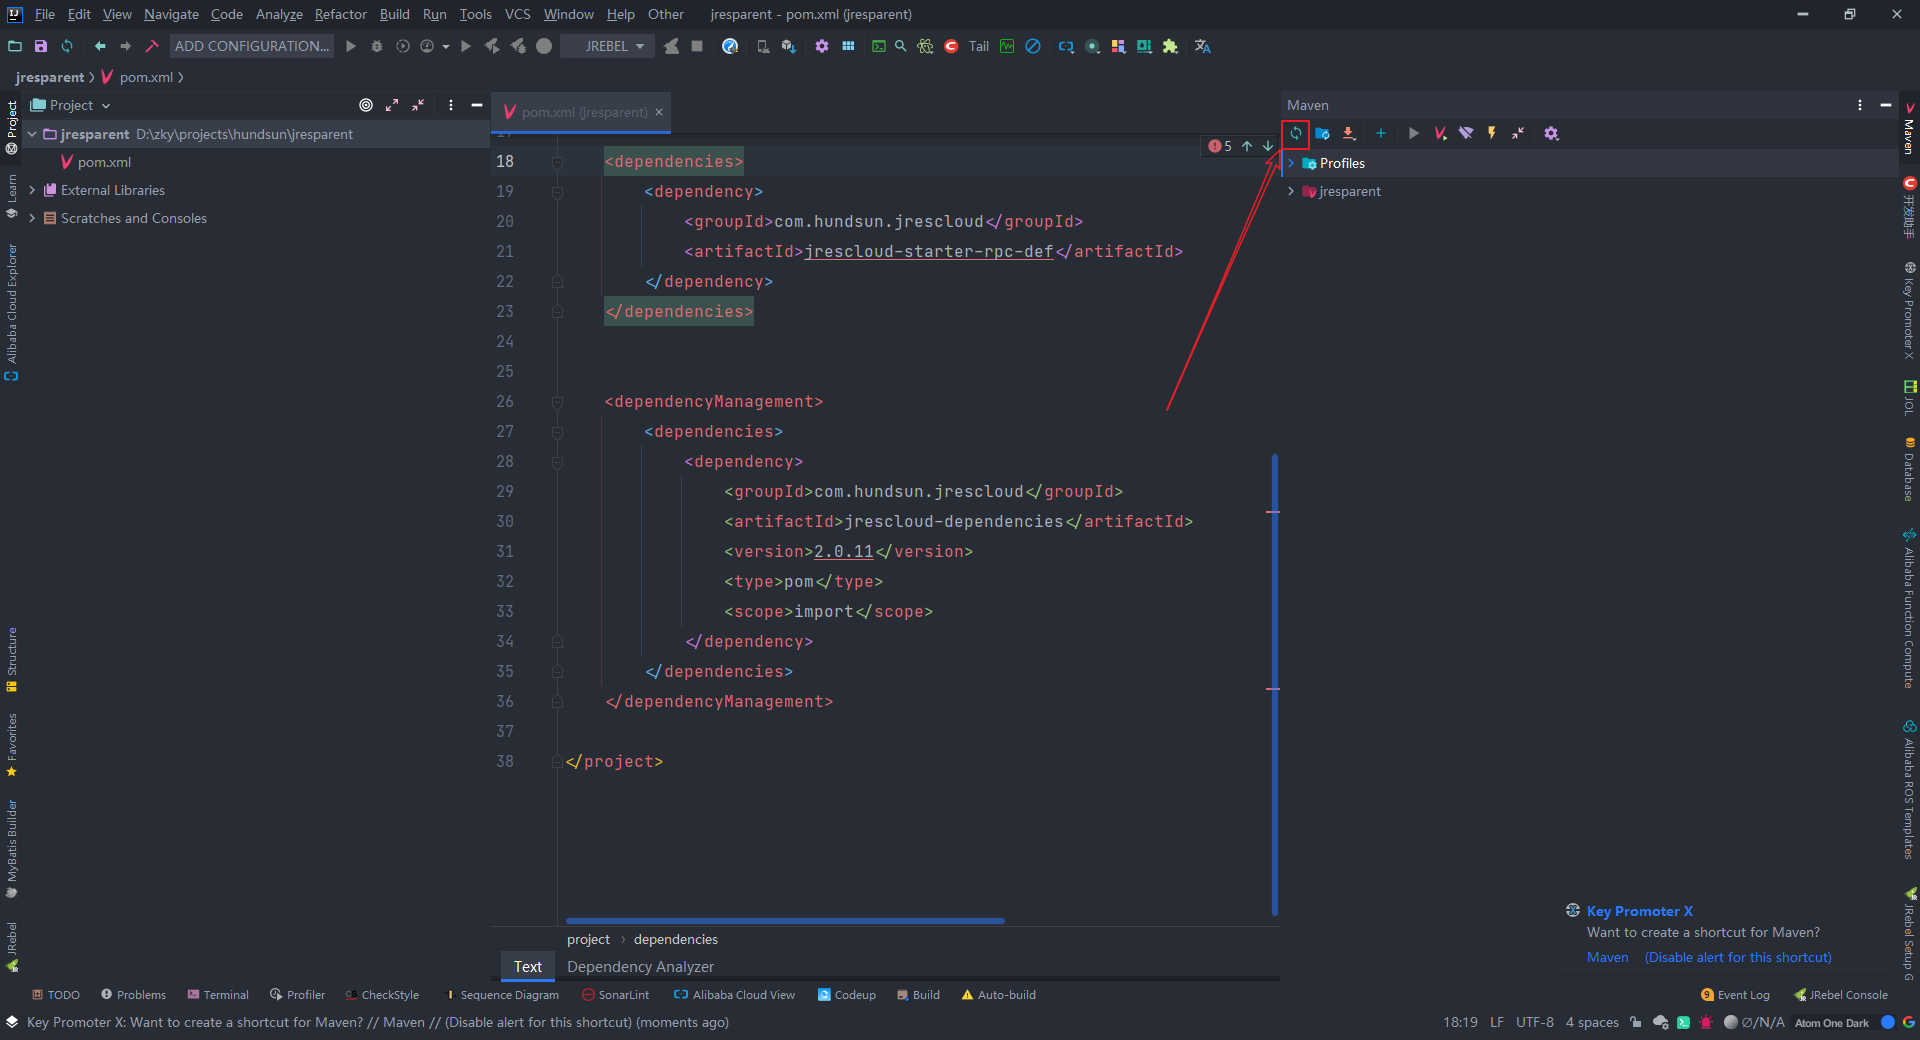 File Edit View Navigate Code Analyze Refactor Build Run Tools VCS Window Help Other jresparent - pom.xml (jresparent)
ADD CONFIGURATION... JREBEL Tail
jresparent pom.xml
Project
pom.xml (jresparent)
Maven
jresparent D:\zky\projects\hundsun\jresparent
pom.xml
External Libraries
Scratches and Consoles
5
Profiles
jresparent
17
18 <dependencies>
19 <dependency>
20 <groupId>com.hundsun.jrescloud</groupId>
21 <artifactId>jrescloud-starter-rpc-def</artifactId>
22 </dependency>
23 </dependencies>
24
25
26 <dependencyManagement>
27 <dependencies>
28 <dependency>
29 <groupId>com.hundsun.jrescloud</groupId>
30 <artifactId>jrescloud-dependencies</artifactId>
31 <version>2.0.11</version>
32 <type>pom</type>
33 <scope>import</scope>
34 </dependency>
35 </dependencies>
36 </dependencyManagement>
37
38 </project>
project dependencies
Text Dependency Analyzer
Project
Learn
Alibaba Cloud Explorer
Structure
Favorites
MyBatis Builder
JRebel
Maven
开发助手
Key Promoter X
JOL
Database
Alibaba Function Compute
Alibaba ROS Templates
JRebel Setup G
Key Promoter X
Want to create a shortcut for Maven?
Maven (Disable alert for this shortcut)
TODO Problems Terminal Profiler CheckStyle Sequence Diagram SonarLint Alibaba Cloud View Codeup Build Auto-build 9 Event Log JRebel Console
Key Promoter X: Want to create a shortcut for Maven? // Maven // (Disable alert for this shortcut) (moments ago) 18:19 LF UTF-8 4 spaces Ø/N/A Atom One Dark